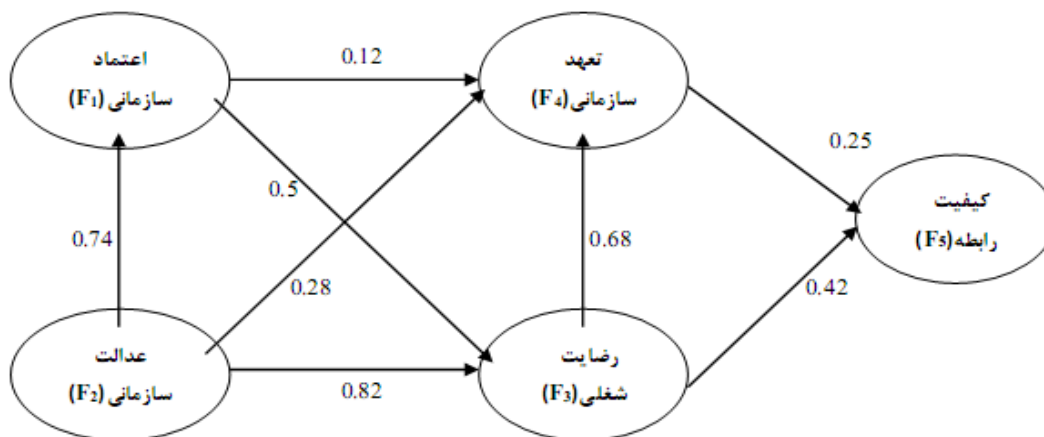 اعتماد
سازمانی(F₁)
0.12
تعهد
سازمانی(F₄)
0.25
0.5
کیفیت
رابطه(F₅)
0.74
0.68
0.28
0.42
عدالت
سازمانی(F₂)
0.82
رضایت
شغلی(F₃)